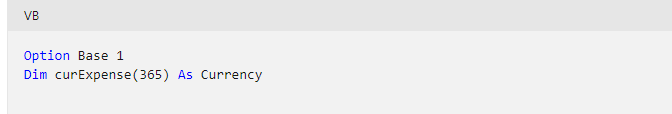 VB
Option Base 1
Dim curExpense(365) As Currency